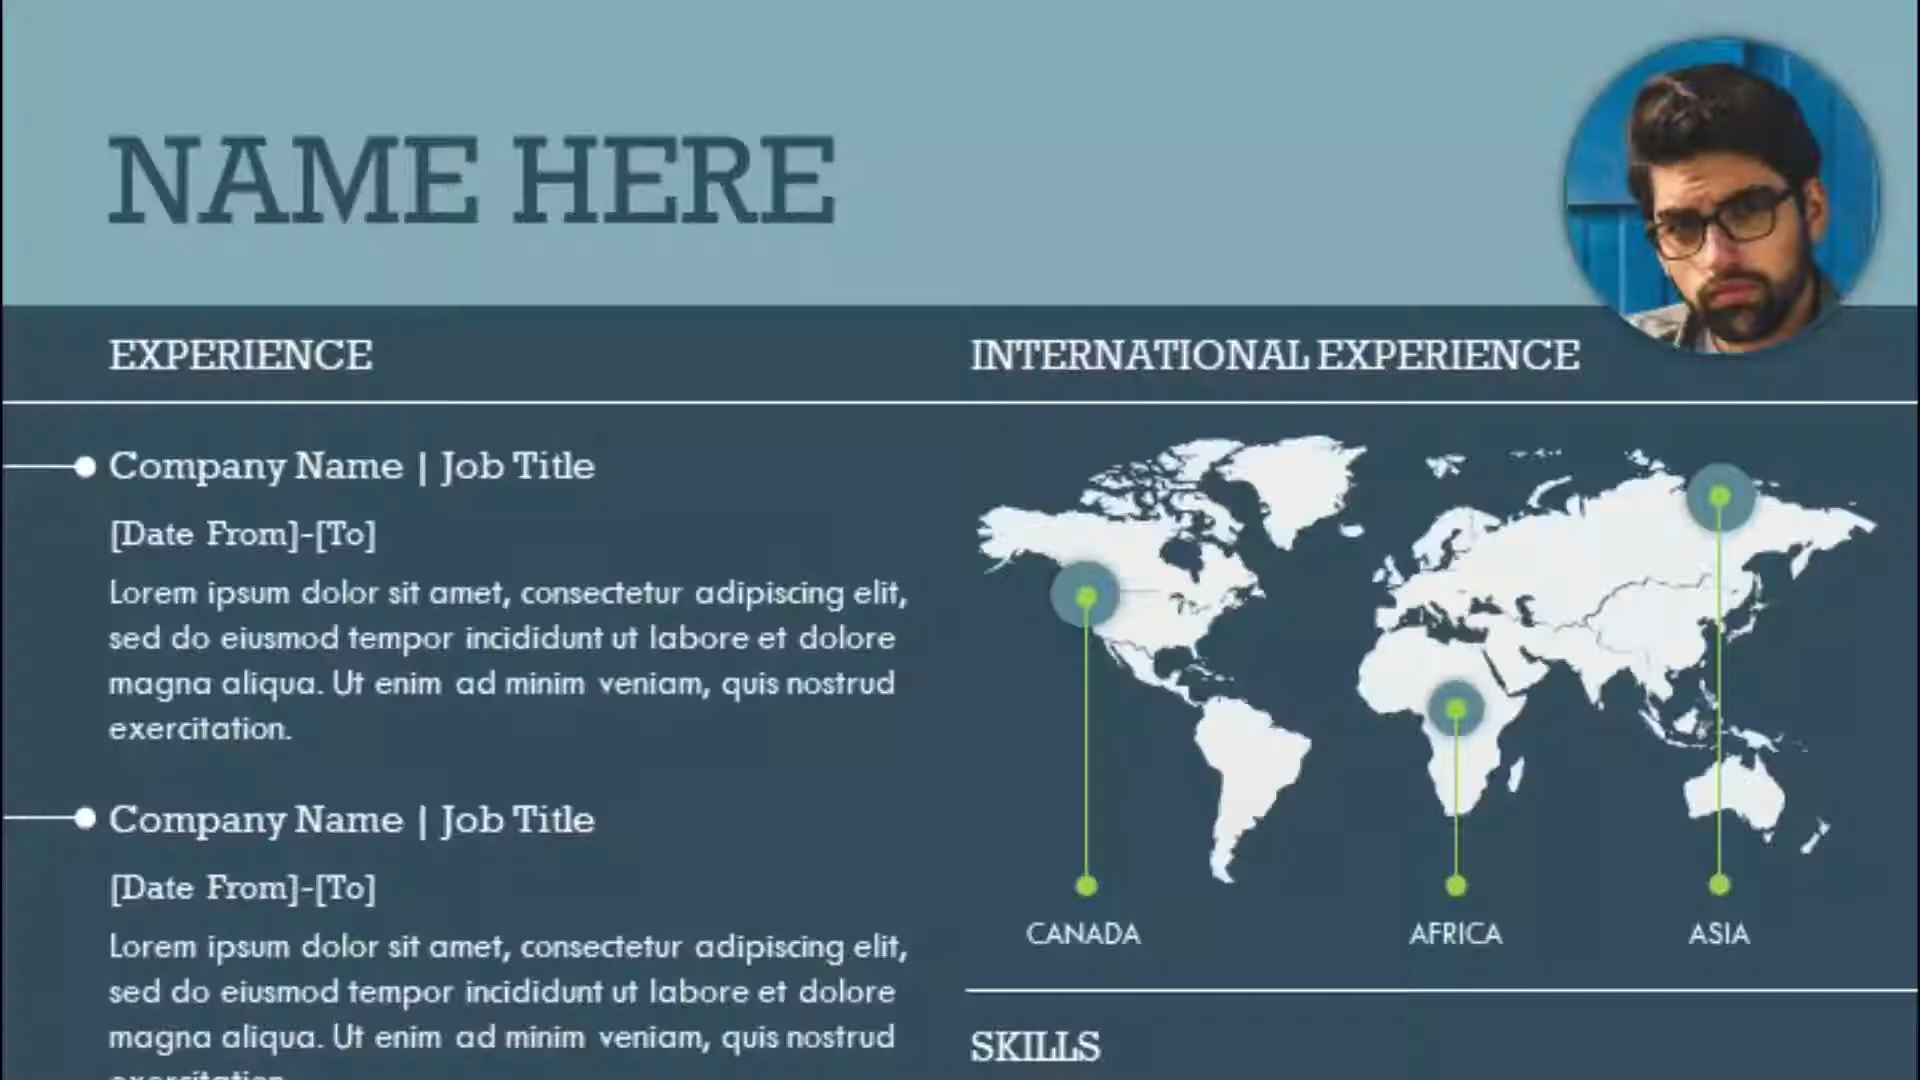 NAME HERE
EXPERIENCE
Company Name | Job Title
[Date From]-[To]
Lorem ipsum dolor sit amet, consectetur adipiscing elit,
sed do eiusmod tempor incididunt ut labore et dolore
magna aliqua. Ut enim ad minim veniam, quis nostrud
exercitation.
Company Name | Job Title
[Date From]-[To]
Lorem ipsum dolor sit amet, consectetur adipiscing elit,
sed do eiusmod tempor incididunt ut labore et dolore
magna aliqua. Ut enim ad minim veniam, quis nostrud
INTERNATIONAL EXPERIENCE
CANADA
AFRICA
ASIA
SKILLS